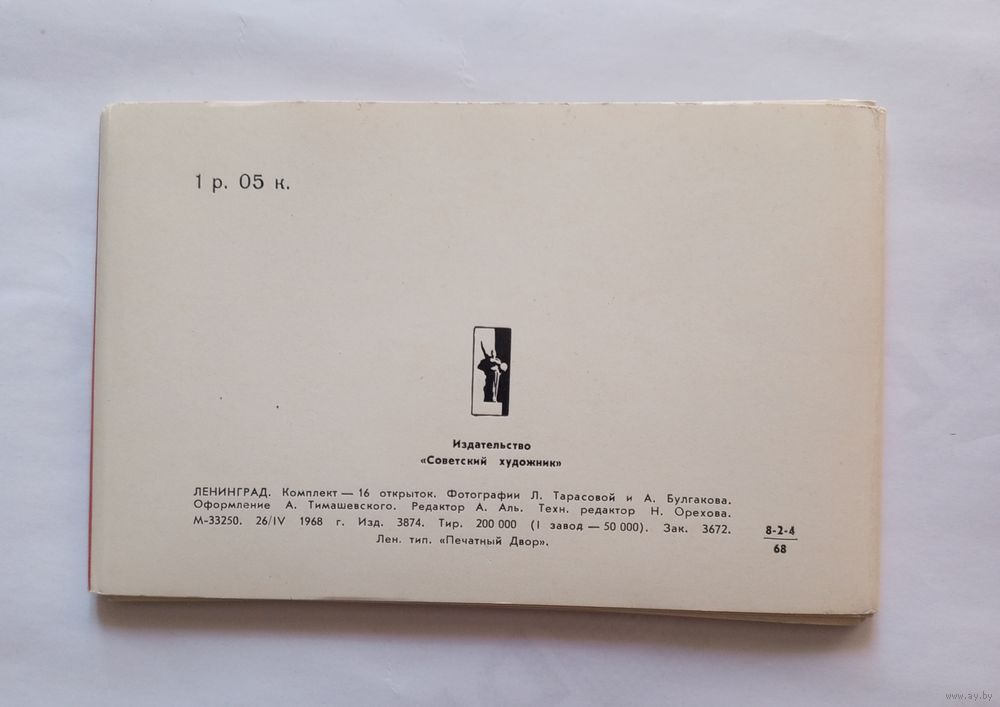 1 р. 05 к.
Издательство
«Советский художник»
ЛЕНИНГРАД. Комплект — 16 открыток. Фотографии Л. Тарасовой и А. Булгакова.
Оформление А. Тимашевского. Редактор А. Аль. Техн. редактор Н. Орехова.
М-33250. 26/IV 1968 г. Изд. 3874. Тир. 200 000 (I завод — 50 000). Зак. 3672.
Лен. тип. «Печатный Двор».
8-2-4
68
www.ay.by